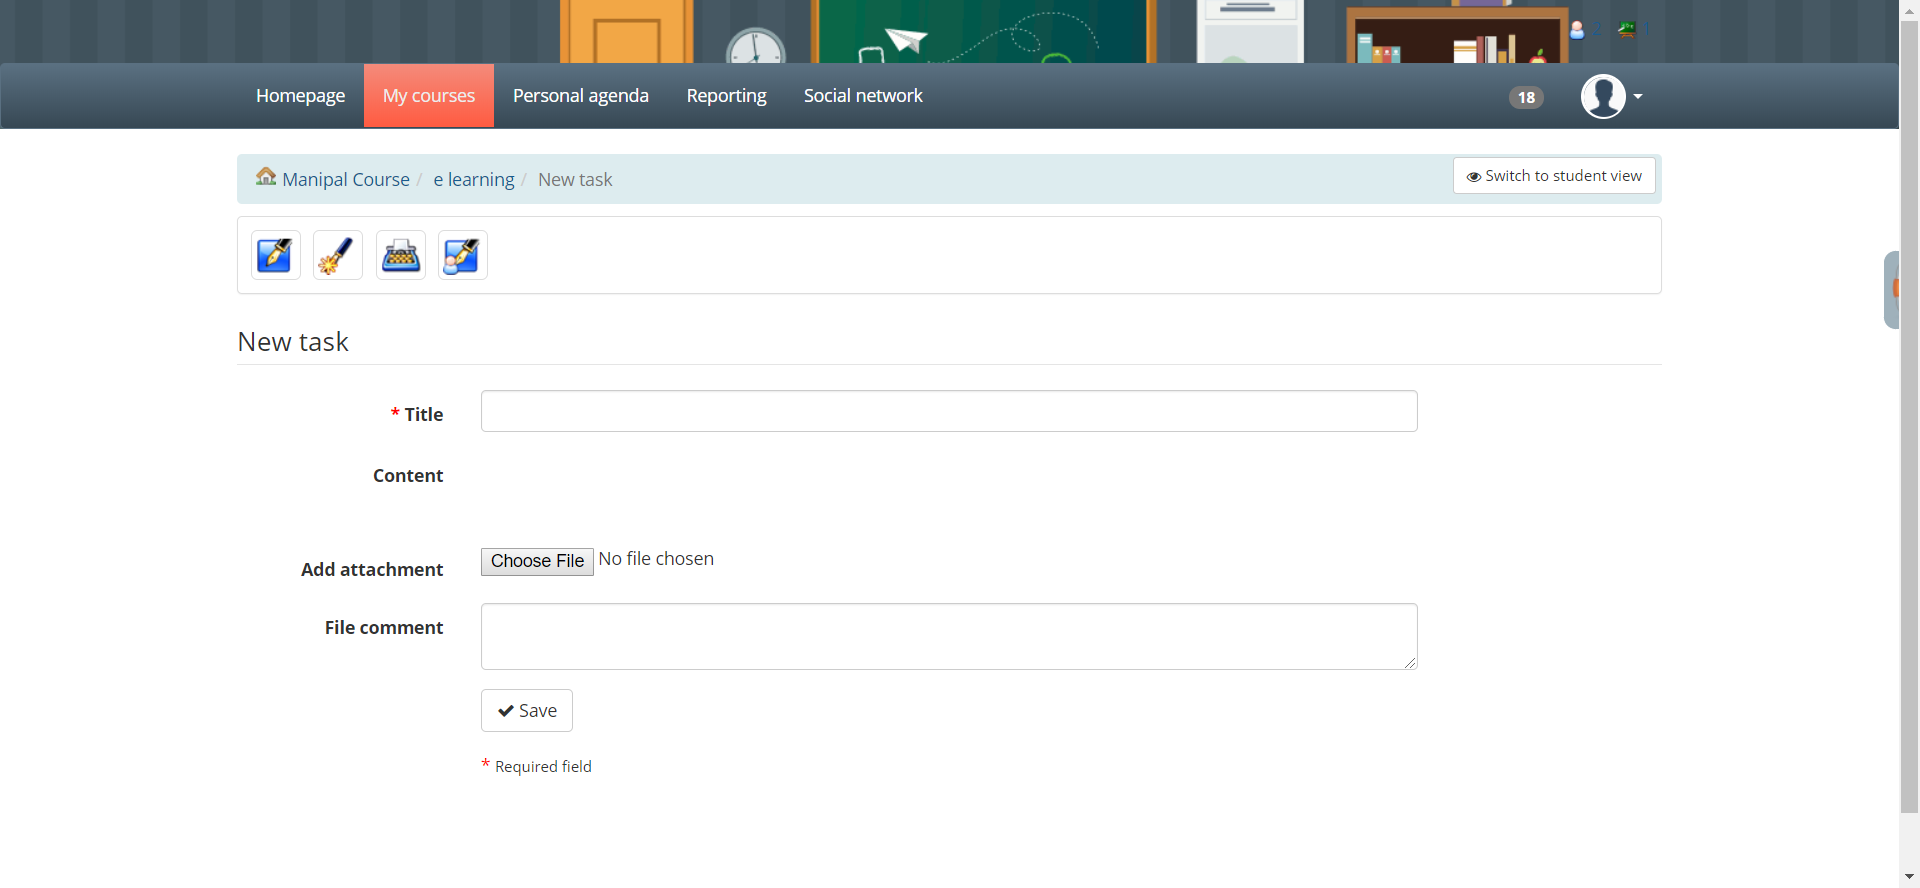 2 1
Homepage My courses Personal agenda Reporting Social network 18
Manipal Course / e learning / New task Switch to student view
New task
* Title
Content
Add attachment Choose File No file chosen
File comment
Save
* Required field